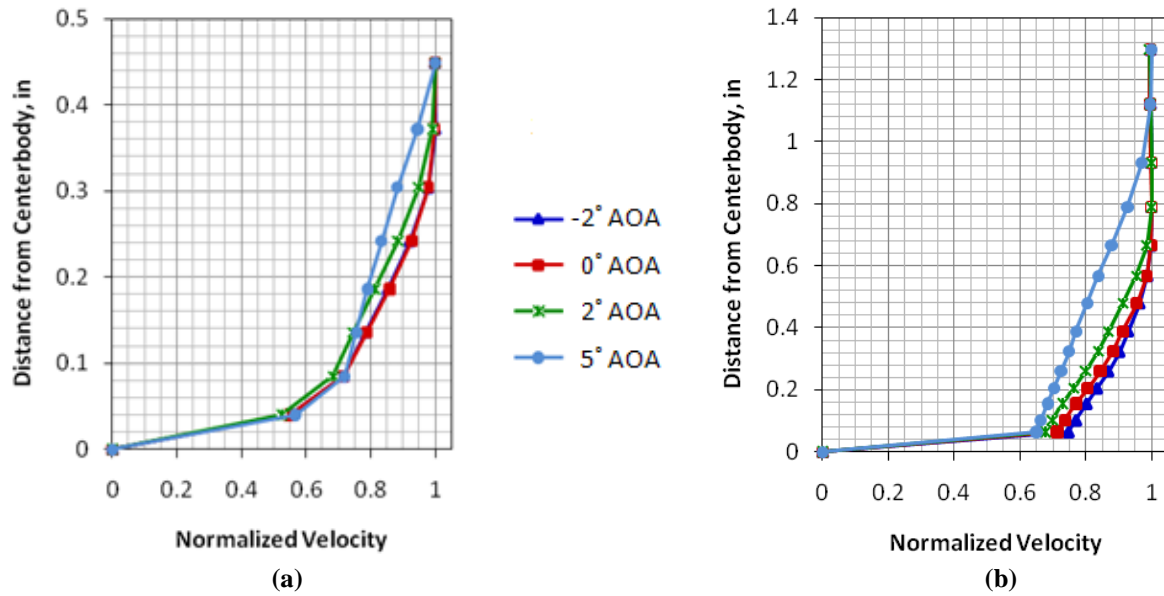 0.5
0.4
0.3
0.2
0.1
0
Distance from Centerbody, in
0 0.2 0.4 0.6 0.8 1
Normalized Velocity
(a)
-2° AOA
0° AOA
2° AOA
5° AOA
1.4
1.2
1
0.8
0.6
0.4
0.2
0
Distance from Centerbody, in
0 0.2 0.4 0.6 0.8 1
Normalized Velocity
(b)